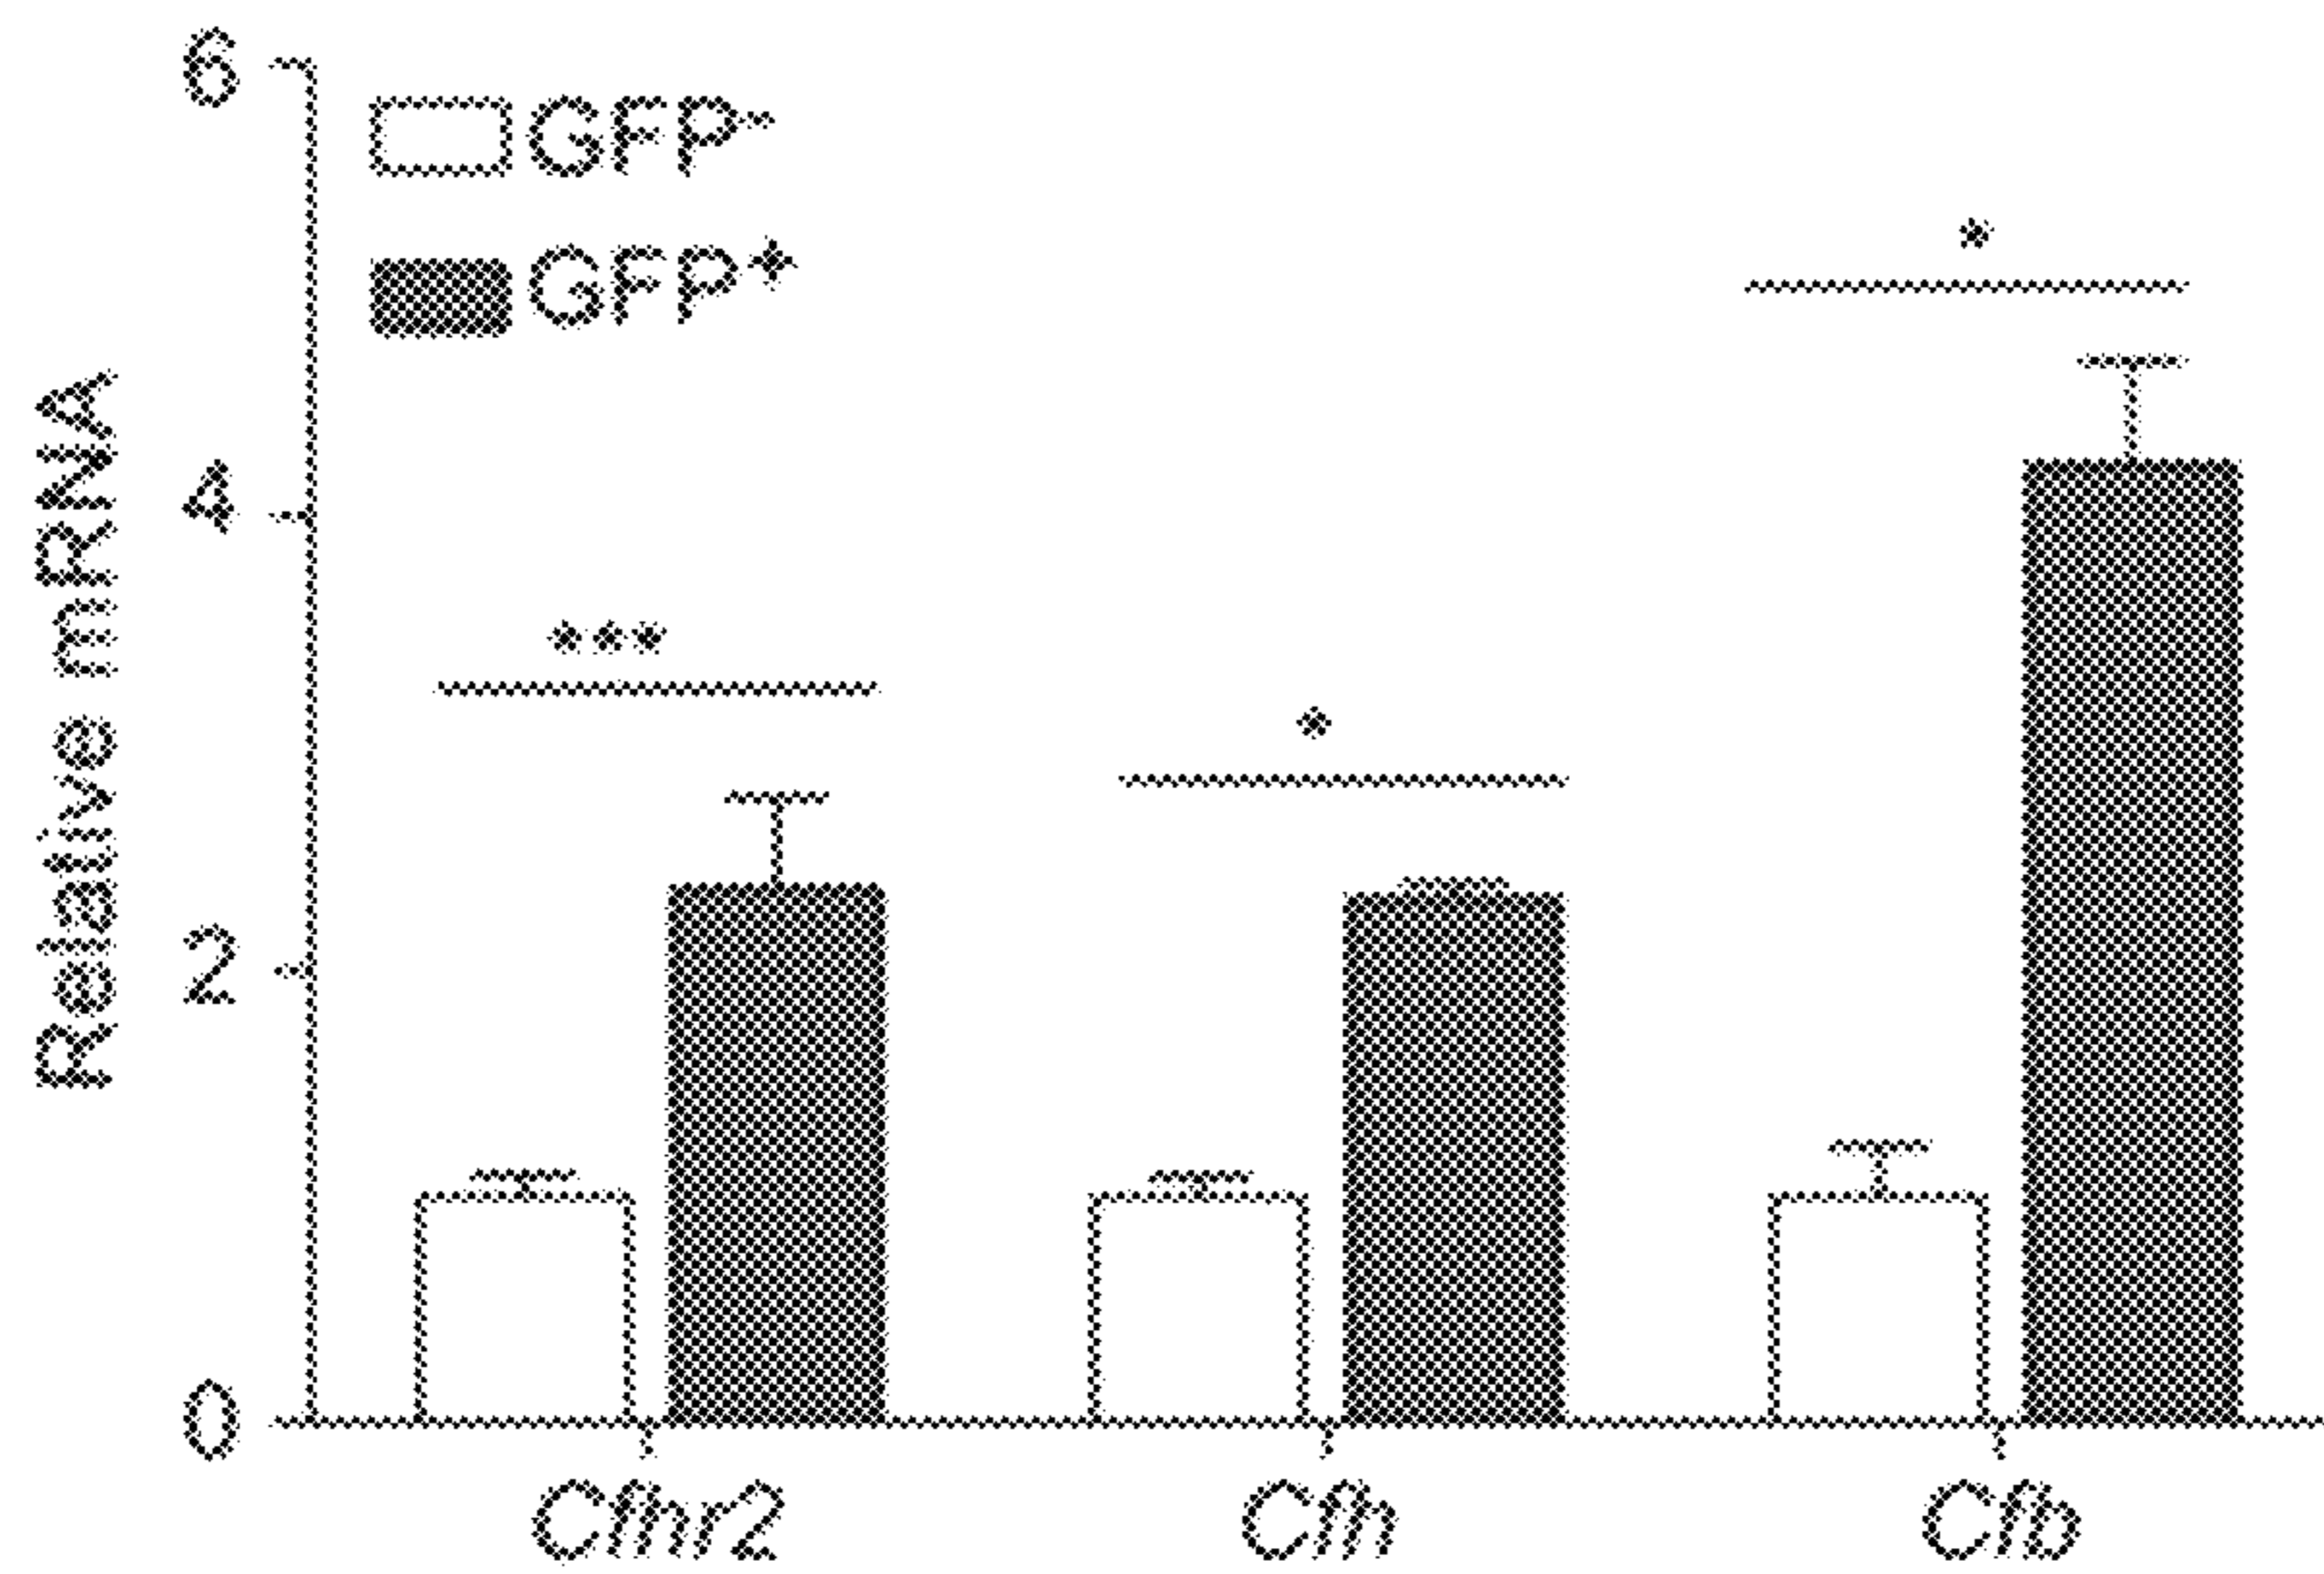 6
GFP-
GFP+
Relative mRNA
4
***
*
*
2
0
Cfhr2
Cfh
Cfb